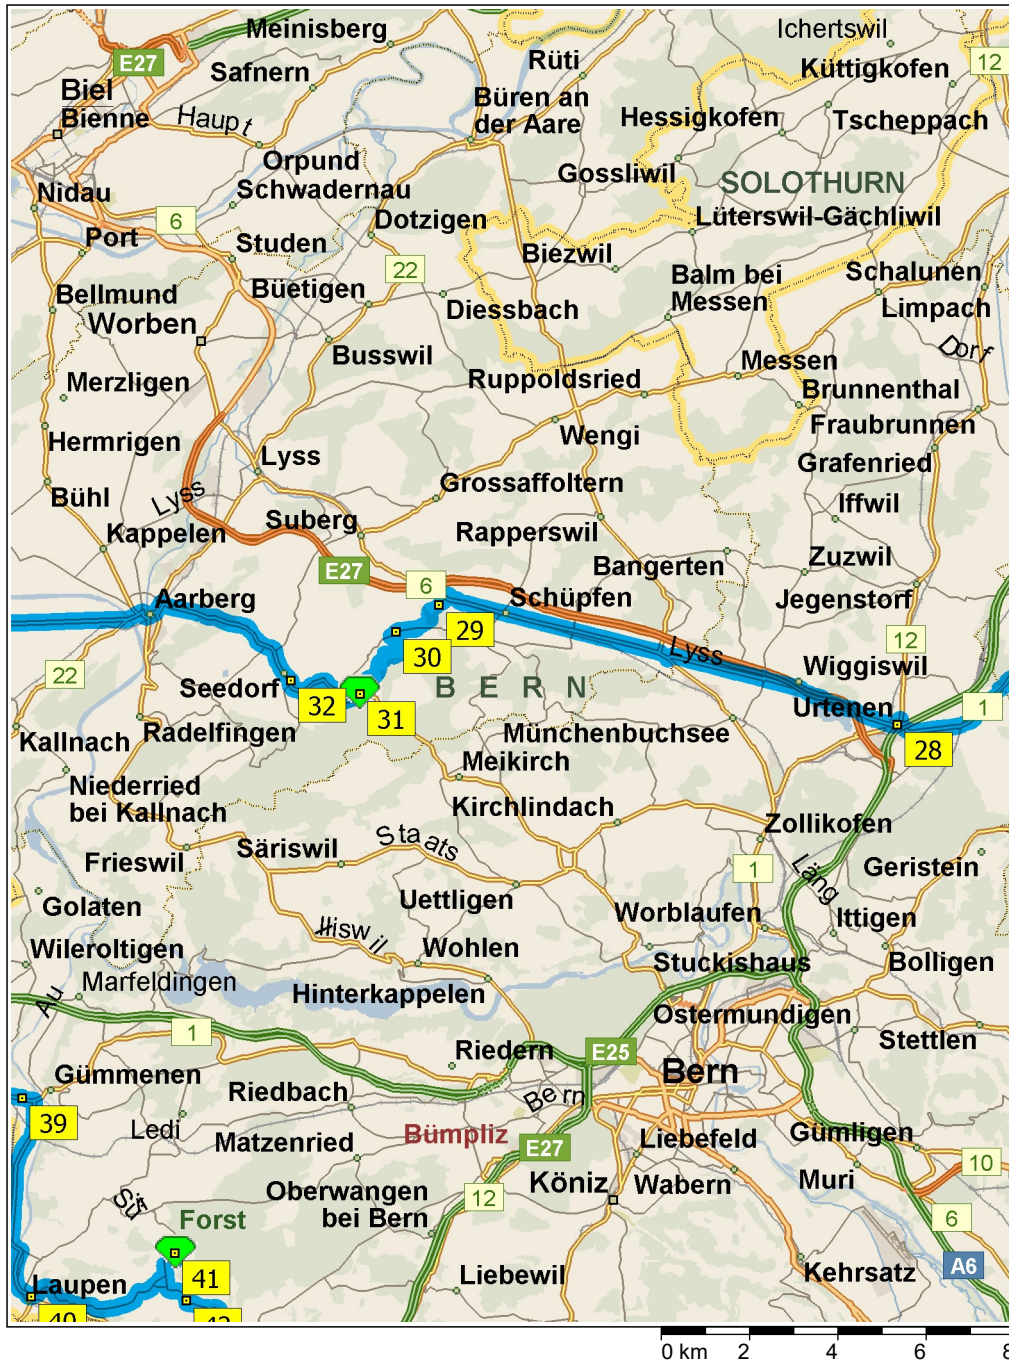 Meinisberg
Ichertswil
E27
Safnern
Rüti
Küttigkofen
12
Biel
Bienne
Haupt
Büren an
der Aare
Hessigkofen
Tscheppach
Orpund
Gossliwil
SOLOTHURN
Nidau
Schwadernau
6
Dotzigen
Lüterswil-Gächliwil
Port
Studen
Biezwil
22
Büetigen
Balm bei
Messen
Schalunen
Bellmund
Diessbach
Limpach
Worben
Busswil
Dorf
Messen
Merzligen
Ruppoldsried
Brunnenthal
Fraubrunnen
Hermrigen
Wengi
Lyss
Grafenried
Bühl
Lyss
Grossaffoltern
Iffwil
Kappelen
Suberg
Rapperswil
Zuzwil
E27
6
Bangerten
Aarberg
Schüpfen
Jegenstorf
29
12
30
Lyss
Wiggiswil
22
Seedorf
32
31
BERN
Urtenen
1
Kallnach
Radelfingen
Münchenbuchsee
28
Meikirch
Niederried
bei Kallnach
Kirchlindach
Zollikofen
Frieswil
Säriswil
Staats
1
Läng
Geristein
Golaten
Uettligen
Worblaufen
Ittigen
Illiswil
Wileroltigen
Wohlen
Stuckishaus
Bolligen
Au
Marfeldingen
Hinterkappelen
Ostermundigen
1
Stettlen
Riedern
E25
Gümmenen
Bern
Riedbach
Bern
39
Ledi
Matzenried
Bümpliz
E27
Liebefeld
Gümligen
10
Köniz
Wabern
Muri
Oberwangen
bei Bern
12
Forst
6
41
Laupen
Liebewil
Kehrsatz
A6
40
42
0 km
2
4
6
8